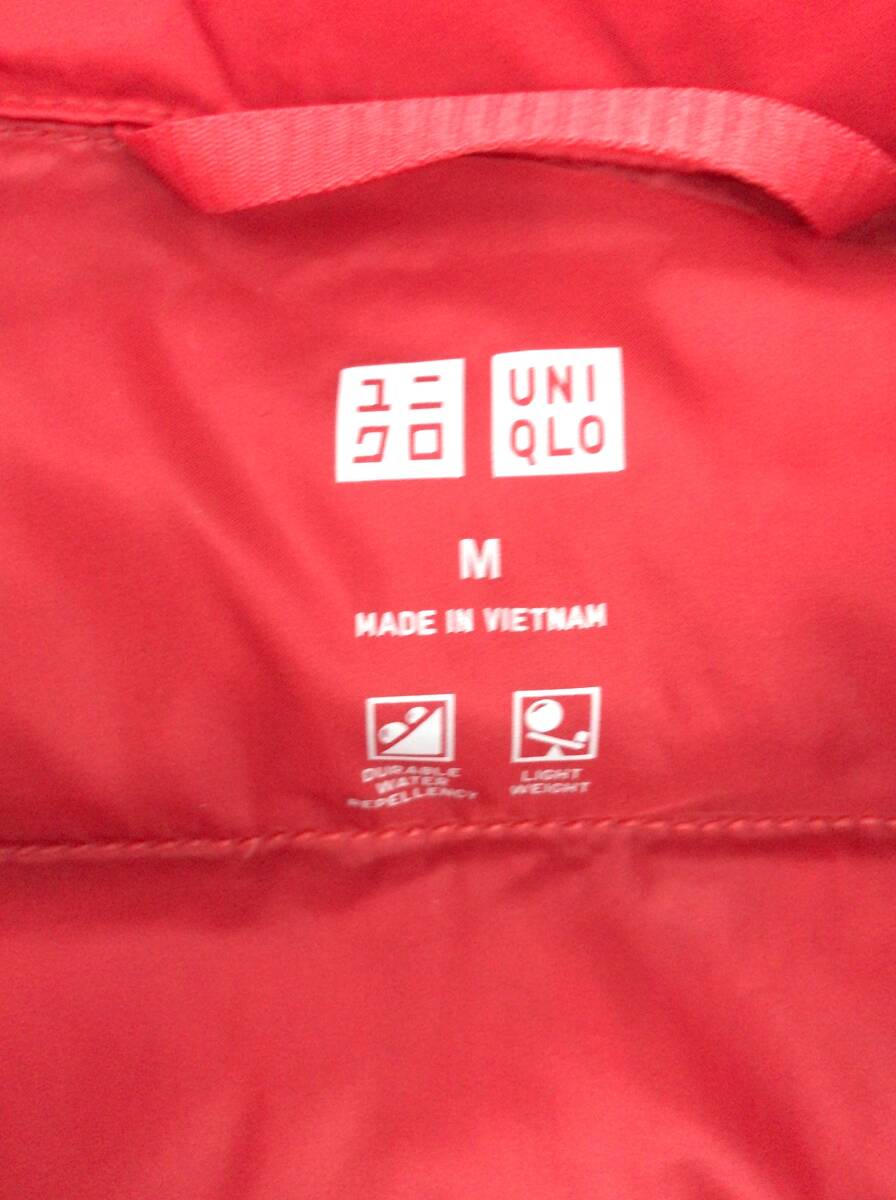 ユニ
クロ
UNI
QLO
M
MADE IN VIETNAM
DURABLE
WATER
REPELLENCY
LIGHT
WEIGHT